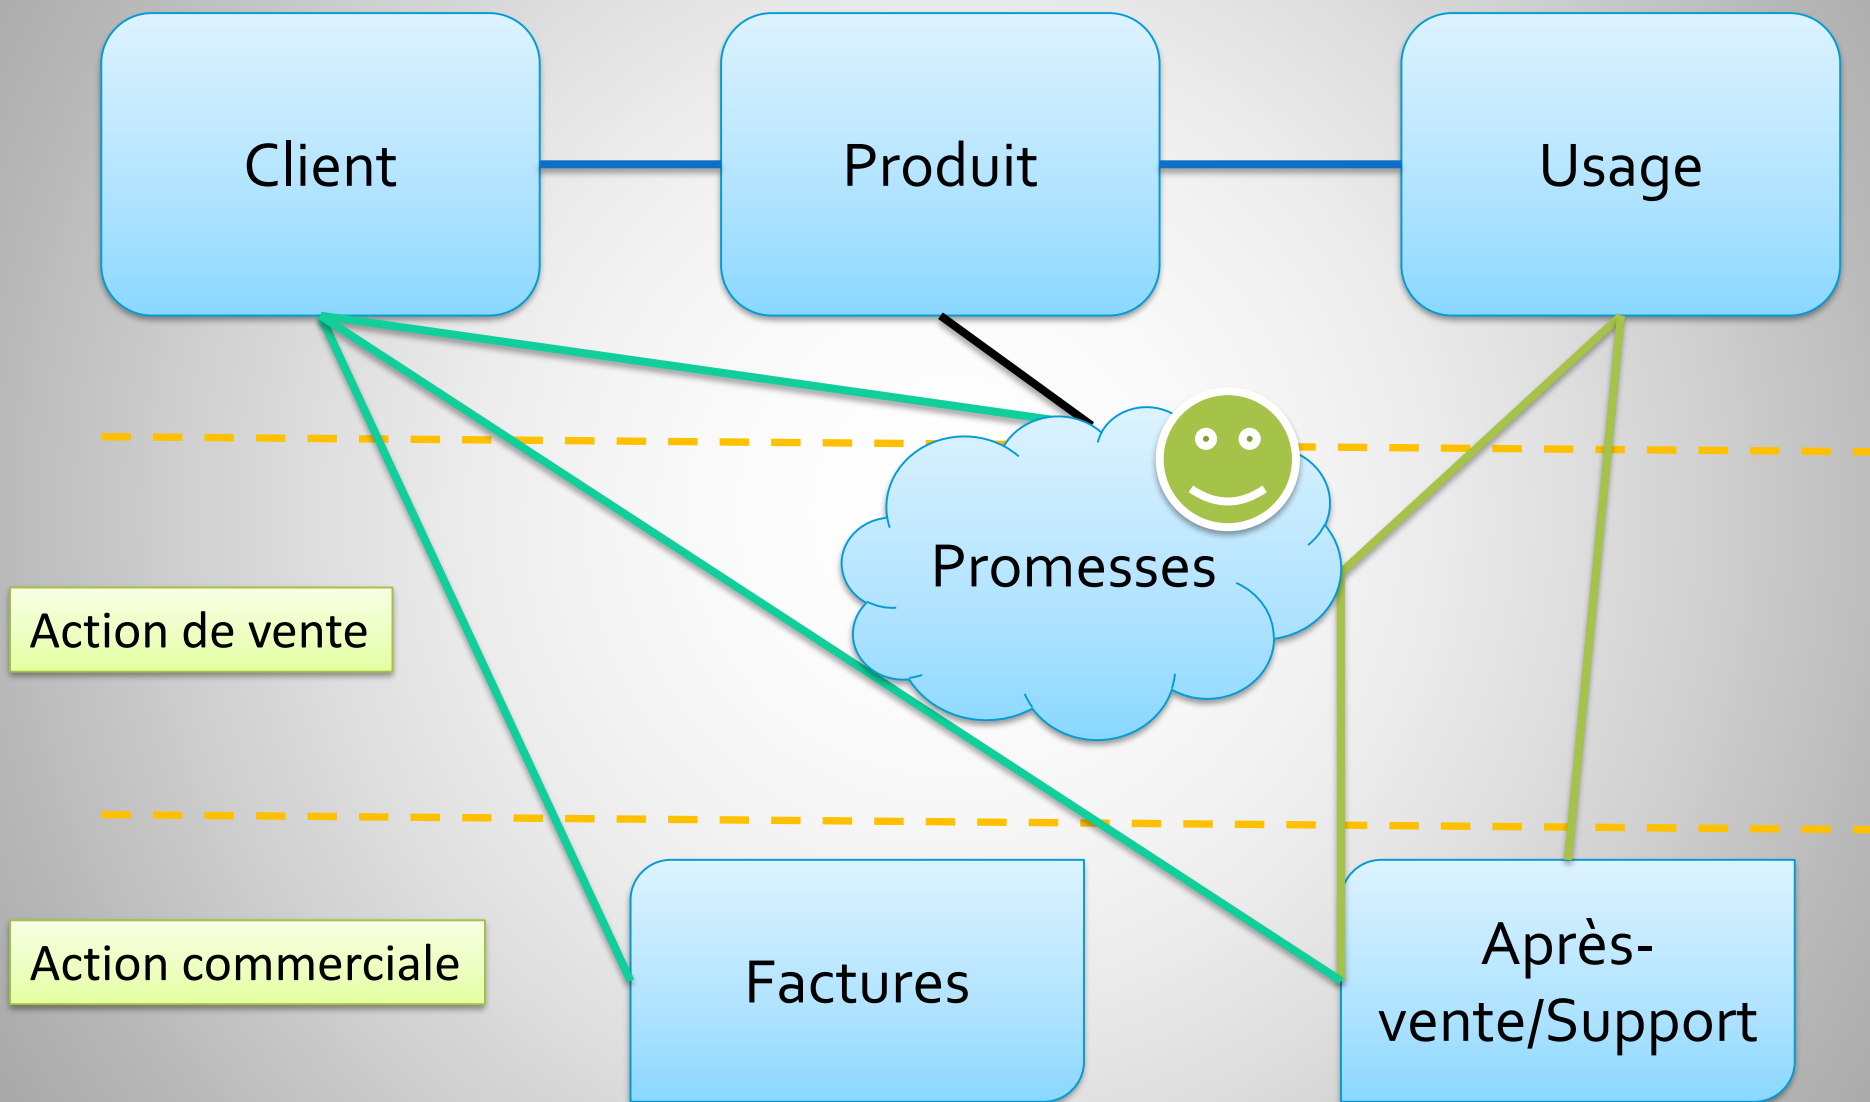 Client
Produit
Usage
Promesses
Action de vente
Action commerciale
Factures
Après-
vente/Support